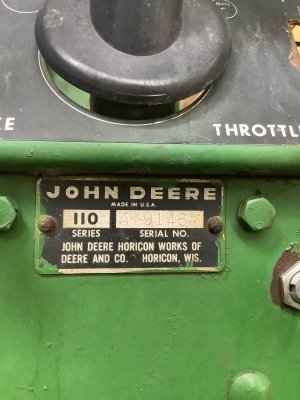 THROTTL
JOHN DEERE
MADE IN U.S.A.
110
SERIES SERIAL NO.
JOHN DEERE HORICON WORKS OF
DEERE AND CO. HORICON, WIS.